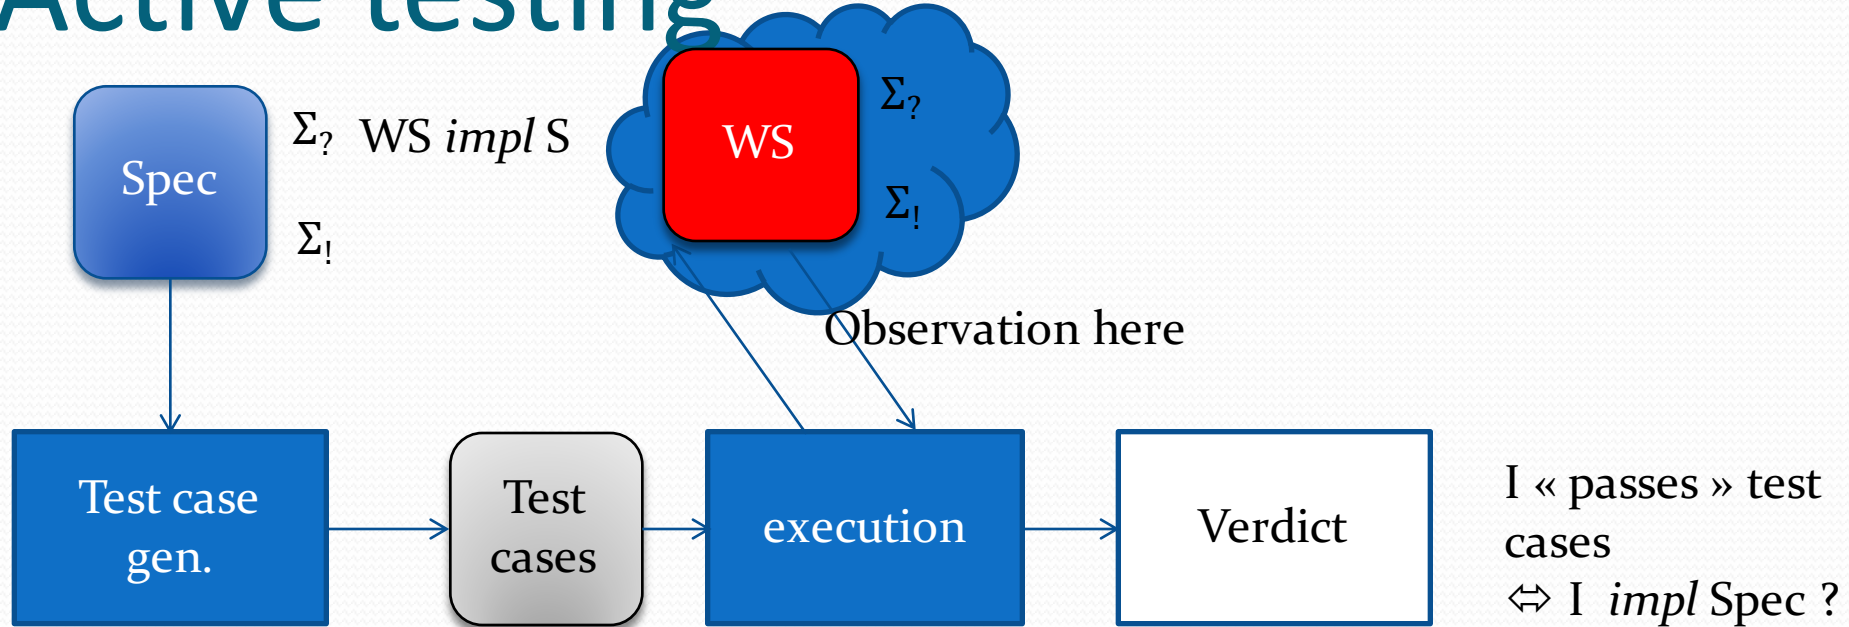 Active testing
Spec
Σ?
Σ!
WS impl S
WS
Σ?
Σ!
Observation here
Test case
gen.
Test
cases
execution
Verdict
I « passes » test
cases
⇔ I impl Spec ?